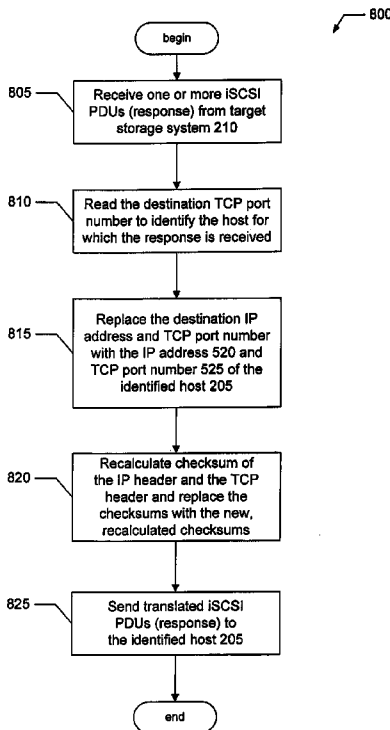 800
begin
805
Receive one or more iSCSI
PDUs (response) from target
storage system 210
810
Read the destination TCP port
number to identify the host for
which the response is received
815
Replace the destination IP
address and TCP port number
with the IP address 520 and
TCP port number 525 of the
identified host 205
820
Recalculate checksum of
the IP header and the TCP
header and replace the
checksums with the new,
recalculated checksums
825
Send translated iSCSI
PDUs (response) to
the identified host 205
end